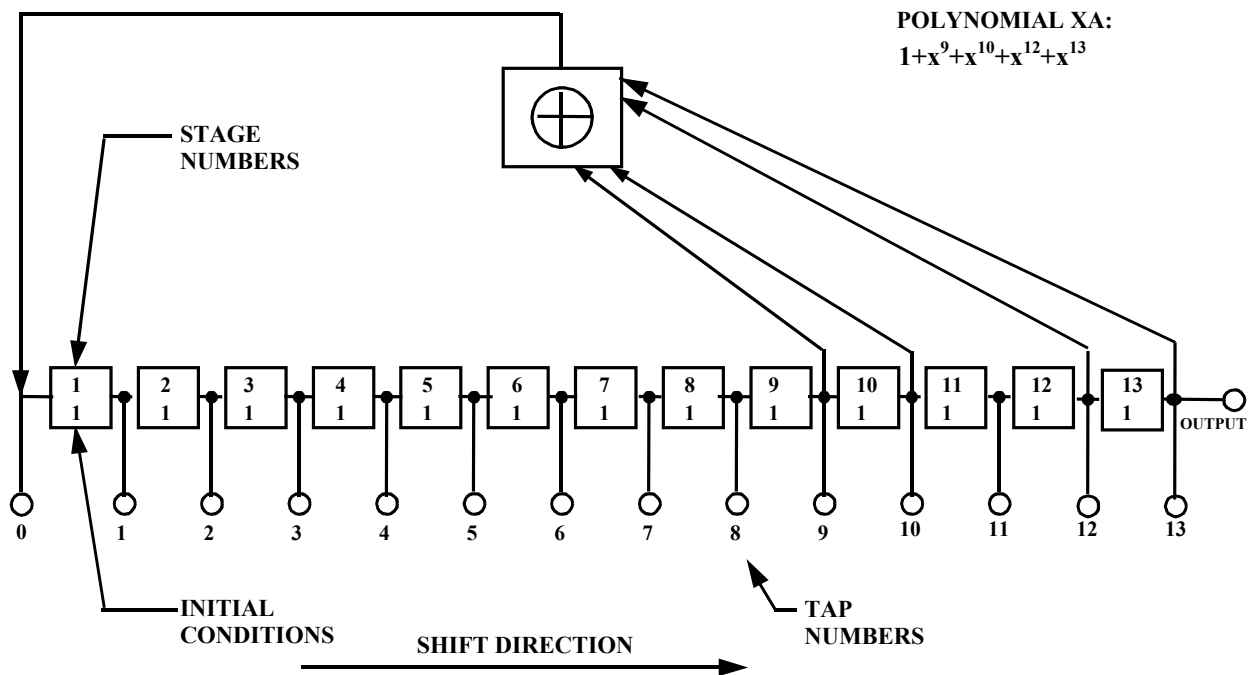 POLYNOMIAL XA:
1+x⁹+x¹⁰+x¹²+x¹³
STAGE
NUMBERS
1 2 3 4 5 6 7 8 9 10 11 12 13
1 1 1 1 1 1 1 1 1 1 1 1 1
OUTPUT
0 1 2 3 4 5 6 7 8 9 10 11 12 13
INITIAL
CONDITIONS
SHIFT DIRECTION
TAP
NUMBERS